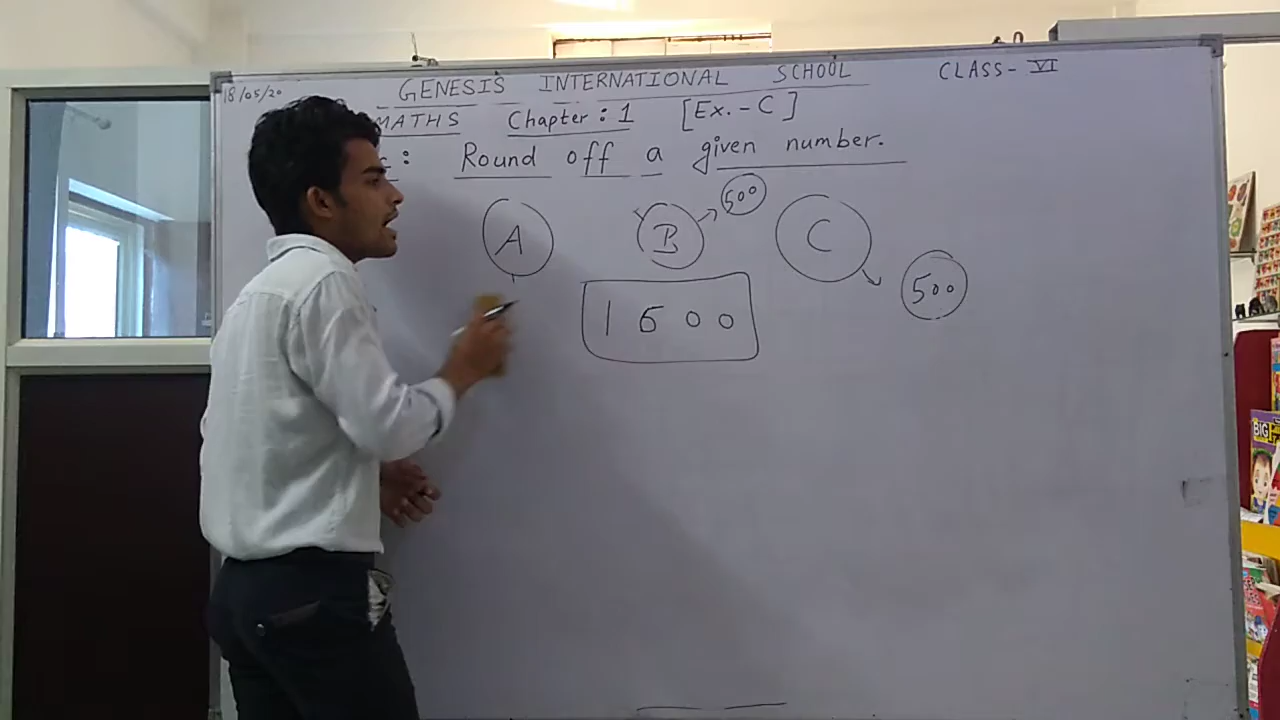 18/05/20
GENESIS INTERNATIONAL SCHOOL CLASS - VI
MATHS Chapter : 1 [Ex. - C]
: Round off a given number.
A B 500 C 500
1600
BIG